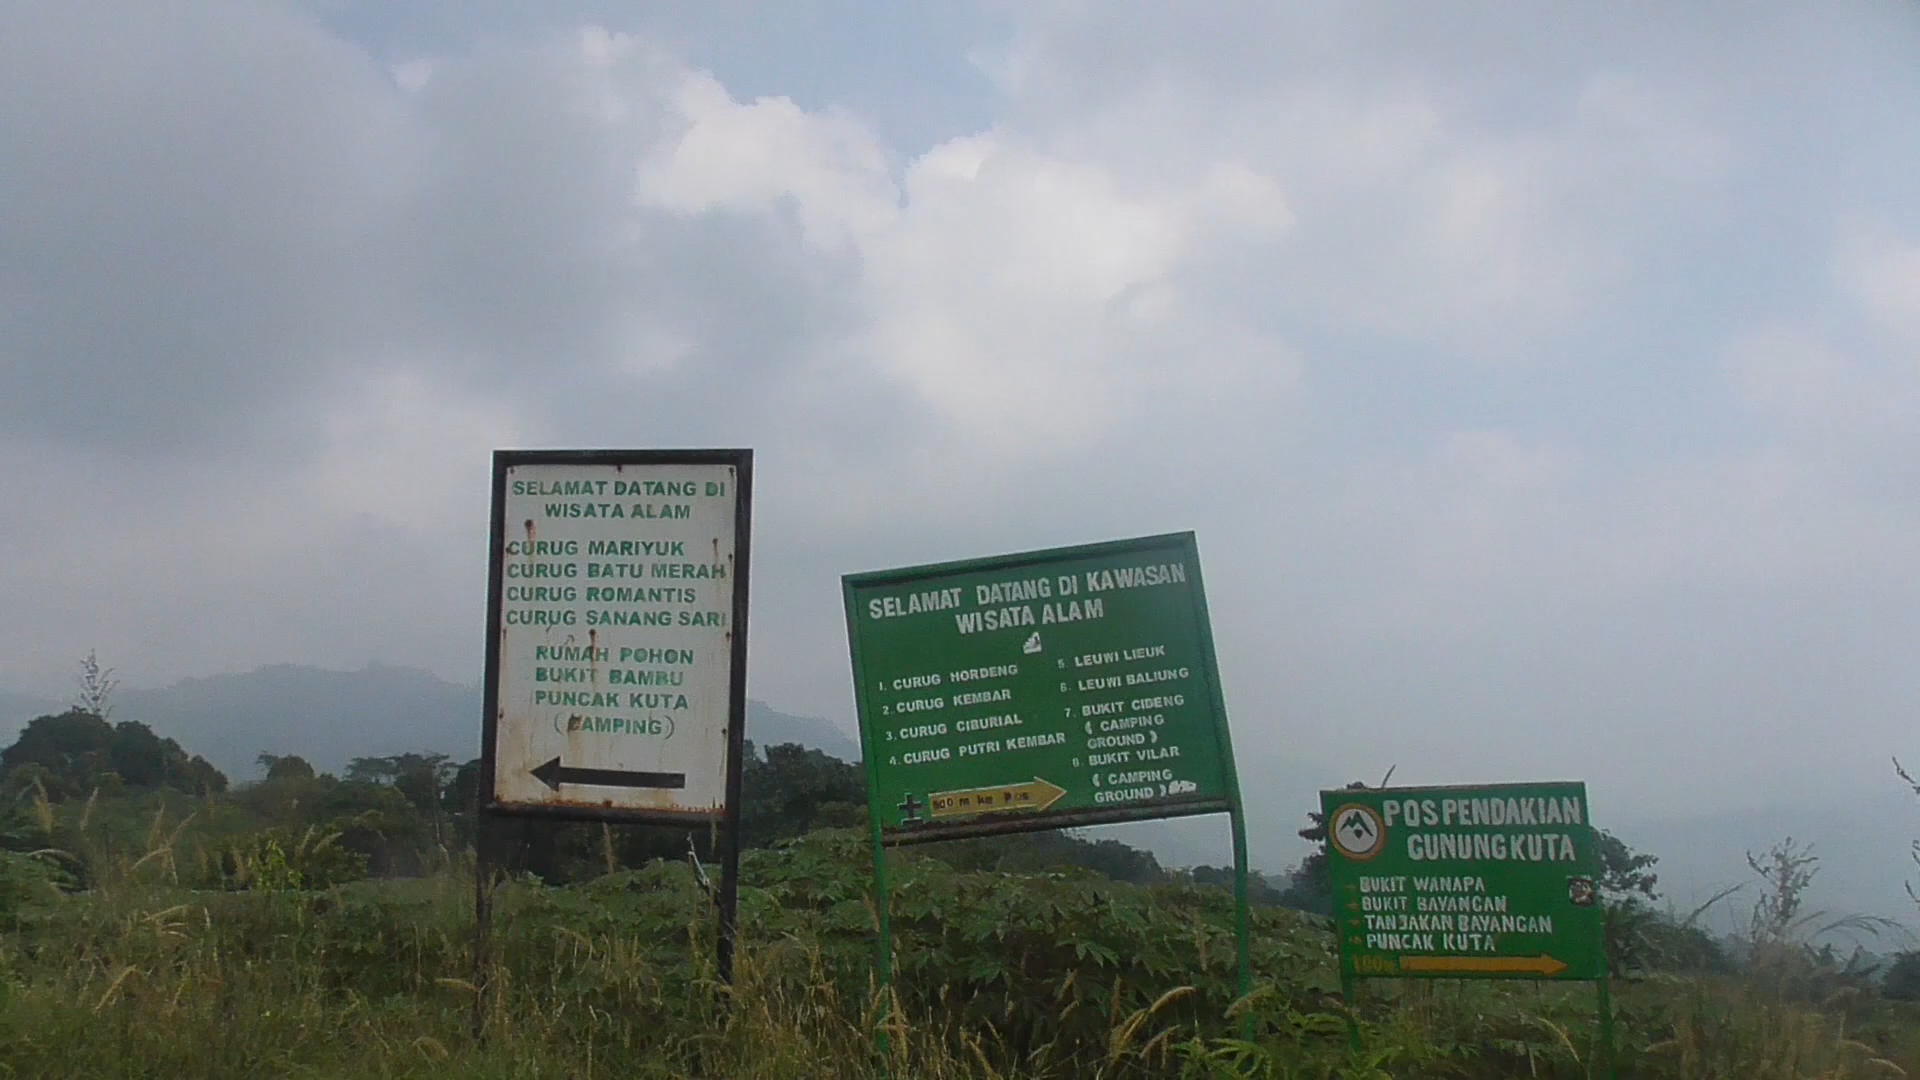 SELAMAT DATANG DI
WISATA ALAM
CURUG MARIYUK
CURUG BATU MERAH
CURUG ROMANTIS
CURUG SANANG SARI
RUMAH POHON
BUKIT BAMBU
PUNCAK KUTA
(CAMPING)
SELAMAT DATANG DI KAWASAN
WISATA ALAM
1. CURUG HORDENG
2. CURUG KEMBAR
3. CURUG CIBURIAL
4. CURUG PUTRI KEMBAR
5. LEUWI LIEUK
6. LEUWI BALIUNG
7. BUKIT CIBENG
( CAMPING
GROUND )
8. BUKIT VILAR
( CAMPING
GROUND )
± 500 m ke Pos
POS PENDAKIAN
GUNUNG KUTA
BUKIT WANAPA
BUKIT BAYANGAN
TANJAKAN BAYANGAN
PUNCAK KUTA
100m